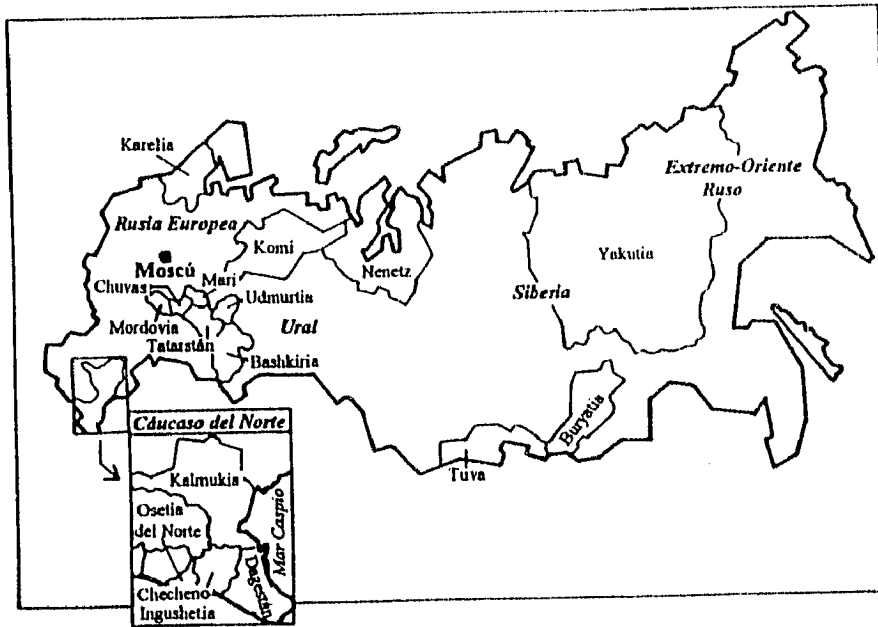 Karelia
Extremo-Oriente
Ruso
Rusia Europea
Komi
Yakutia
Moscú
Nenetz
Chuvas
Mari
Siberia
Udmurtia
Mordovia
Ural
Tatarstán
Bashkiria
Cáucaso del Norte
Buryatia
Tuva
Kalmukia
Mar Caspio
Osetia
del Norte
Dagestán
Checheno
Ingushetia